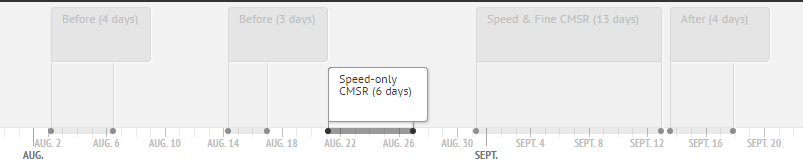 Before (4 days)
Before (3 days)
Speed & Fine CMSR (13 days)
After (4 days)
Speed-only
CMSR (6 days)
AUG. 2
AUG. 6
AUG. 10
AUG. 14
AUG. 18
AUG. 22
AUG. 26
AUG. 30
SEPT. 4
SEPT. 8
SEPT. 12
SEPT. 16
SEPT. 20
AUG.
SEPT.